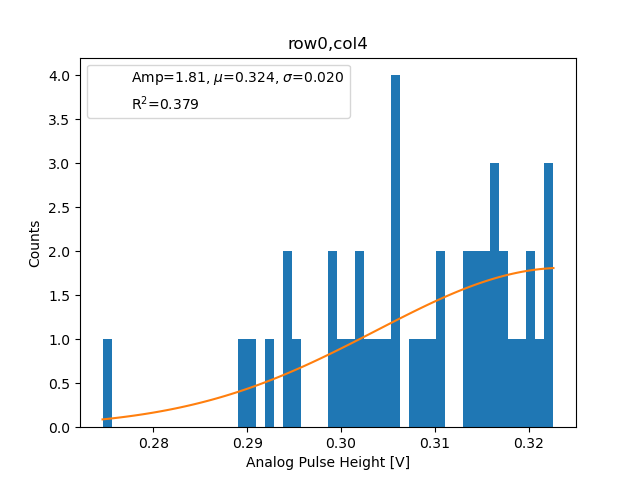 row0,col4
Amp=1.81, μ=0.324, σ=0.020
R²=0.379
4.0
3.5
3.0
2.5
2.0
1.5
1.0
0.5
0.0
Counts
0.28 0.29 0.30 0.31 0.32
Analog Pulse Height [V]